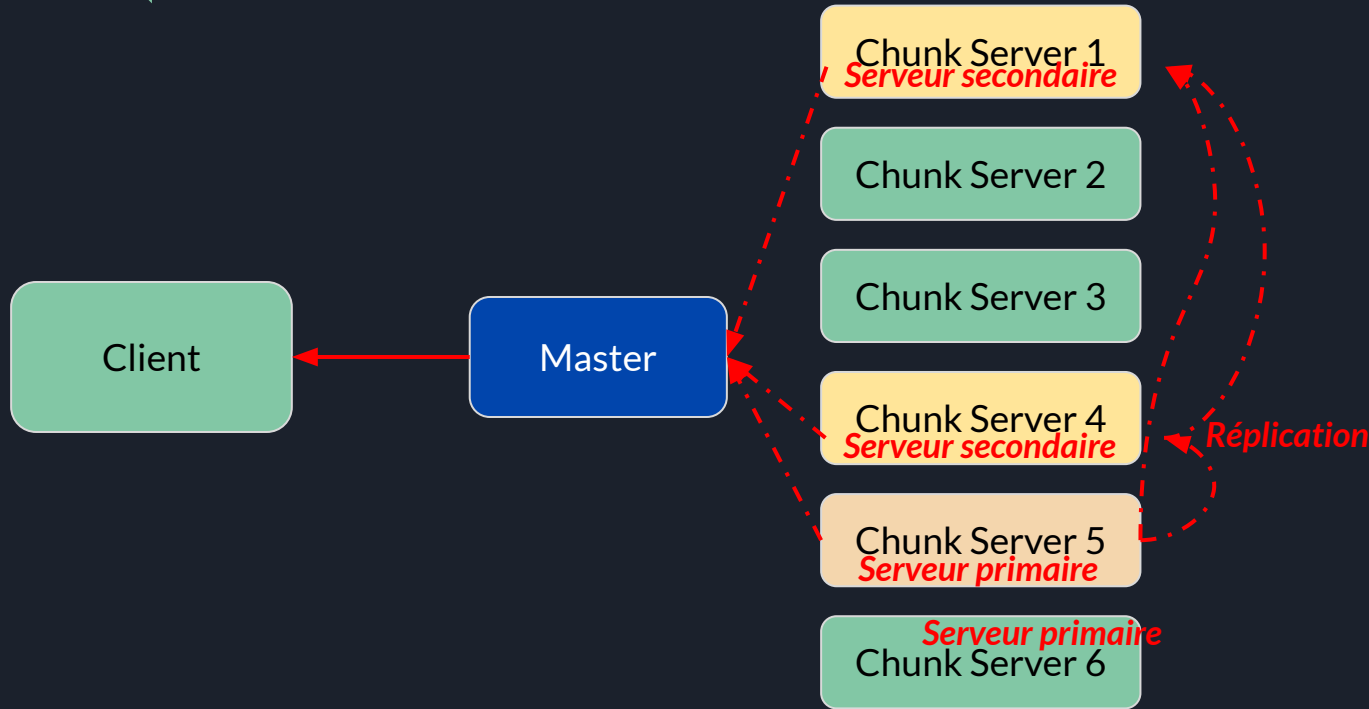 Chunk Server 1
Serveur secondaire
Chunk Server 2
Chunk Server 3
Client
Master
Chunk Server 4
Serveur secondaire
Réplication
Chunk Server 5
Serveur primaire
Serveur primaire
Chunk Server 6